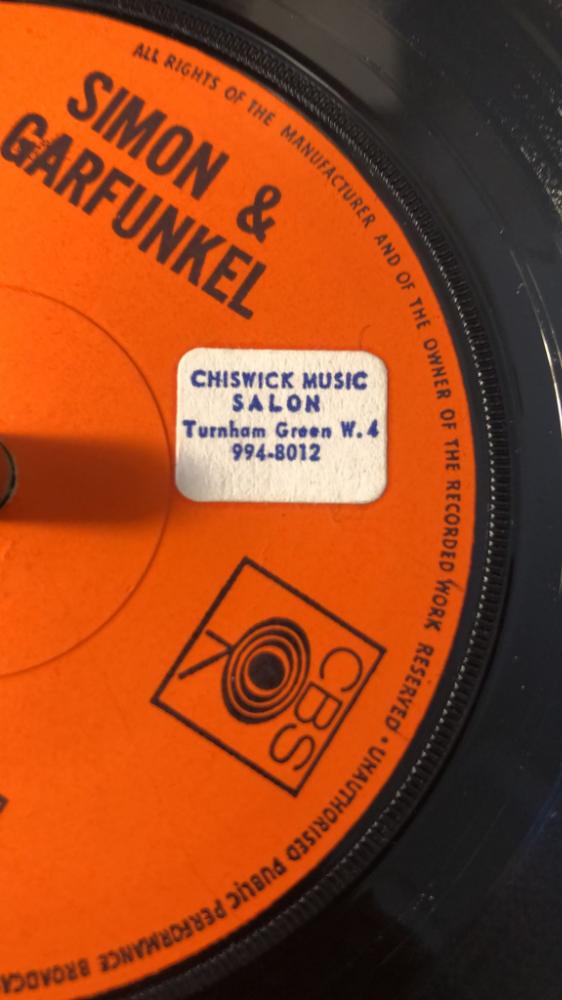 SIMON &
GARFUNKEL
ALL RIGHTS OF THE MANUFACTURER AND OF THE OWNER OF THE RECORDED WORK RESERVED · UNAUTHORISED PUBLIC PERFORMANCE
CHISWICK MUSIC
SALON
Turnham Green W.4
994-8012
CBS